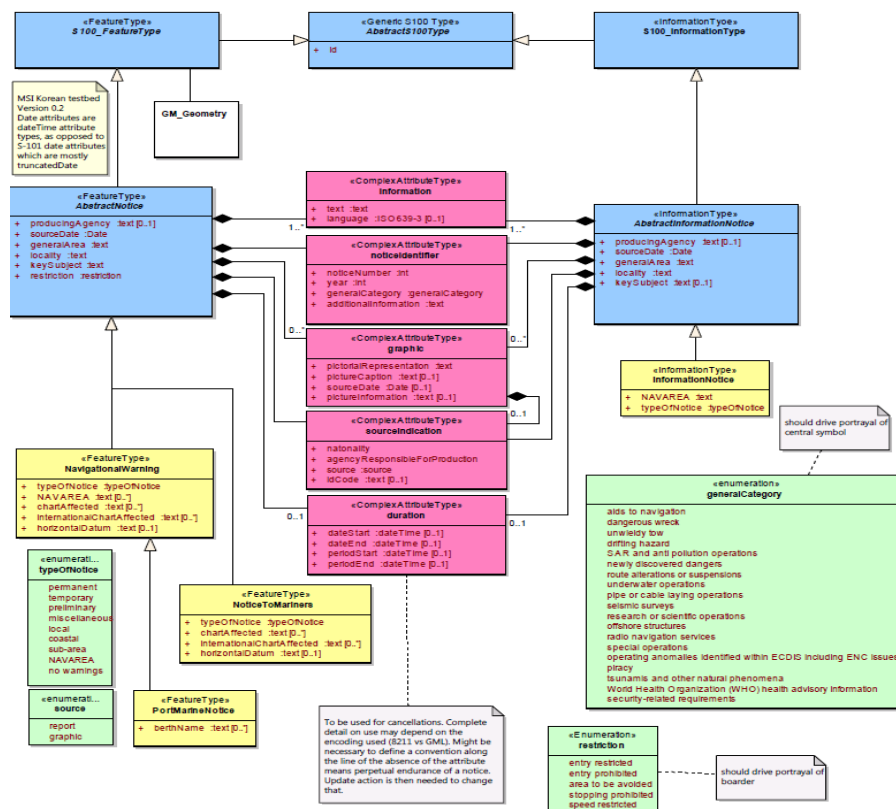 «FeatureType»
S100_FeatureType
«Generic S100 Type»
AbstractS100Type
+ id
«InformationToye»
S100_InformationType
MSI Korean testbed
Version 0.2
Date attributes are
dateTime attribute
types, as opposed to
S-101 date attributes
which are mostly
truncatedDate
GM_Geometry
«FeatureType»
AbstractNotice
+ producingAgency :text [0..1]
+ sourceDate :Date
+ generalArea :text
+ locality :text
+ keySubject :text
+ restriction :restriction
«ComplexAttributeType»
information
+ text :text
+ language :ISO639-3 [0..1]
1..*
1..*
«ComplexAttributeType»
noticeIdentifier
+ noticeNumber :int
+ year :int
+ generalCategory :generalCategory
+ additionalInformation :text
«InformationType»
AbstractInformationNotice
+ producingAgency :text [0..1]
+ sourceDate :Date
+ generalArea :text
+ locality :text
+ keySubject :text [0..1]
0..*
0..*
«ComplexAttributeType»
graphic
+ pictorialRepresentation :text
+ pictureCaption :text [0..1]
+ sourceDate :Date [0..1]
+ pictureInformation :text [0..1]
0..1
0..1
«ComplexAttributeType»
sourceIndication
+ nationality
+ agencyResponsibleForProduction
+ source :source
+ idCode :text [0..1]
0..1
0..1
«ComplexAttributeType»
duration
+ dateStart :dateTime [0..1]
+ dateEnd :dateTime [0..1]
+ periodStart :dateTime [0..1]
+ periodEnd :dateTime [0..1]
«InformationType»
InformationNotice
+ NAVAREA :text
+ typeOfNotice :typeOfNotice
should drive portrayal of
central symbol
«FeatureType»
NavigationalWarning
+ typeOfNotice :typeOfNotice
+ NAVAREA :text [0..*]
+ chartAffected :text [0..*]
+ internationalChartAffected :text [0..*]
+ horizontalDatum :text [0..1]
«enumeration»
generalCategory
aids to navigation
dangerous wreck
unwieldy tow
drifting hazard
SAR and anti pollution operations
newly discovered dangers
route alterations or suspensions
underwater operations
pipe or cable laying operations
seismic surveys
research or scientific operations
offshore structures
radio navigation services
special operations
operating anomalies identified within ECDIS including ENC issues
piracy
tsunamis and other natural phenomena
World Health Organization (WHO) health advisory information
security-related requirements
«enumerati...
typeOfNotice
permanent
temporary
preliminary
miscellaneous
local
coastal
sub-area
NAVAREA
no warnings
«FeatureType»
NoticeToMariners
+ typeOfNotice :typeOfNotice
+ chartAffected :text [0..*]
+ internationalChartAffected :text [0..*]
+ horizontalDatum :text [0..1]
«enumerati...
source
report
graphic
«FeatureType»
PortMarineNotice
+ berthName :text [0..*]
To be used for cancellations. Complete
detail on use may depend on the
encoding used (8211 vs GML). Might be
necessary to define a convention along
the line of the absence of the attribute
means perpetual endurance of a notice.
Update action is then needed to change
that.
«Enumeration»
restriction
entry restricted
entry prohibited
area to be avoided
stopping prohibited
speed restricted
should drive portrayal of
boarder